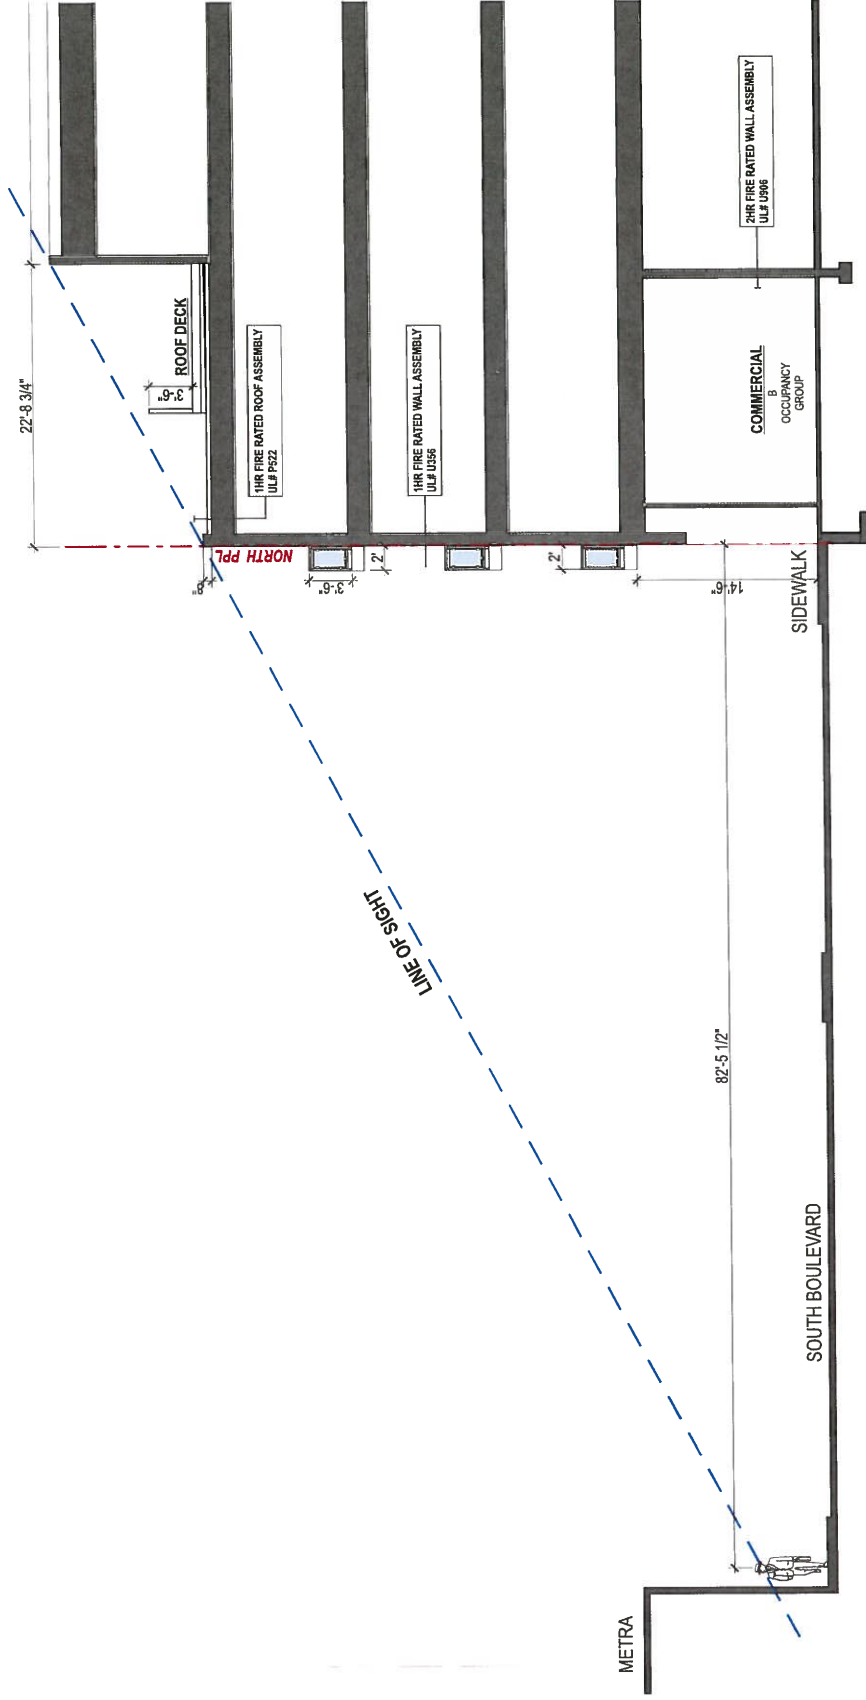 22'-8 3/4"
ROOF DECK
3'-6"
1HR FIRE RATED ROOF ASSEMBLY
UL# P522
1HR FIRE RATED WALL ASSEMBLY
UL# U356
2HR FIRE RATED WALL ASSEMBLY
UL# U906
COMMERCIAL
B
OCCUPANCY
GROUP
NORTH PPL
8"
3'-6"
2'
2'
14'-6"
SIDEWALK
LINE OF SIGHT
82'-5 1/2"
SOUTH BOULEVARD
METRA